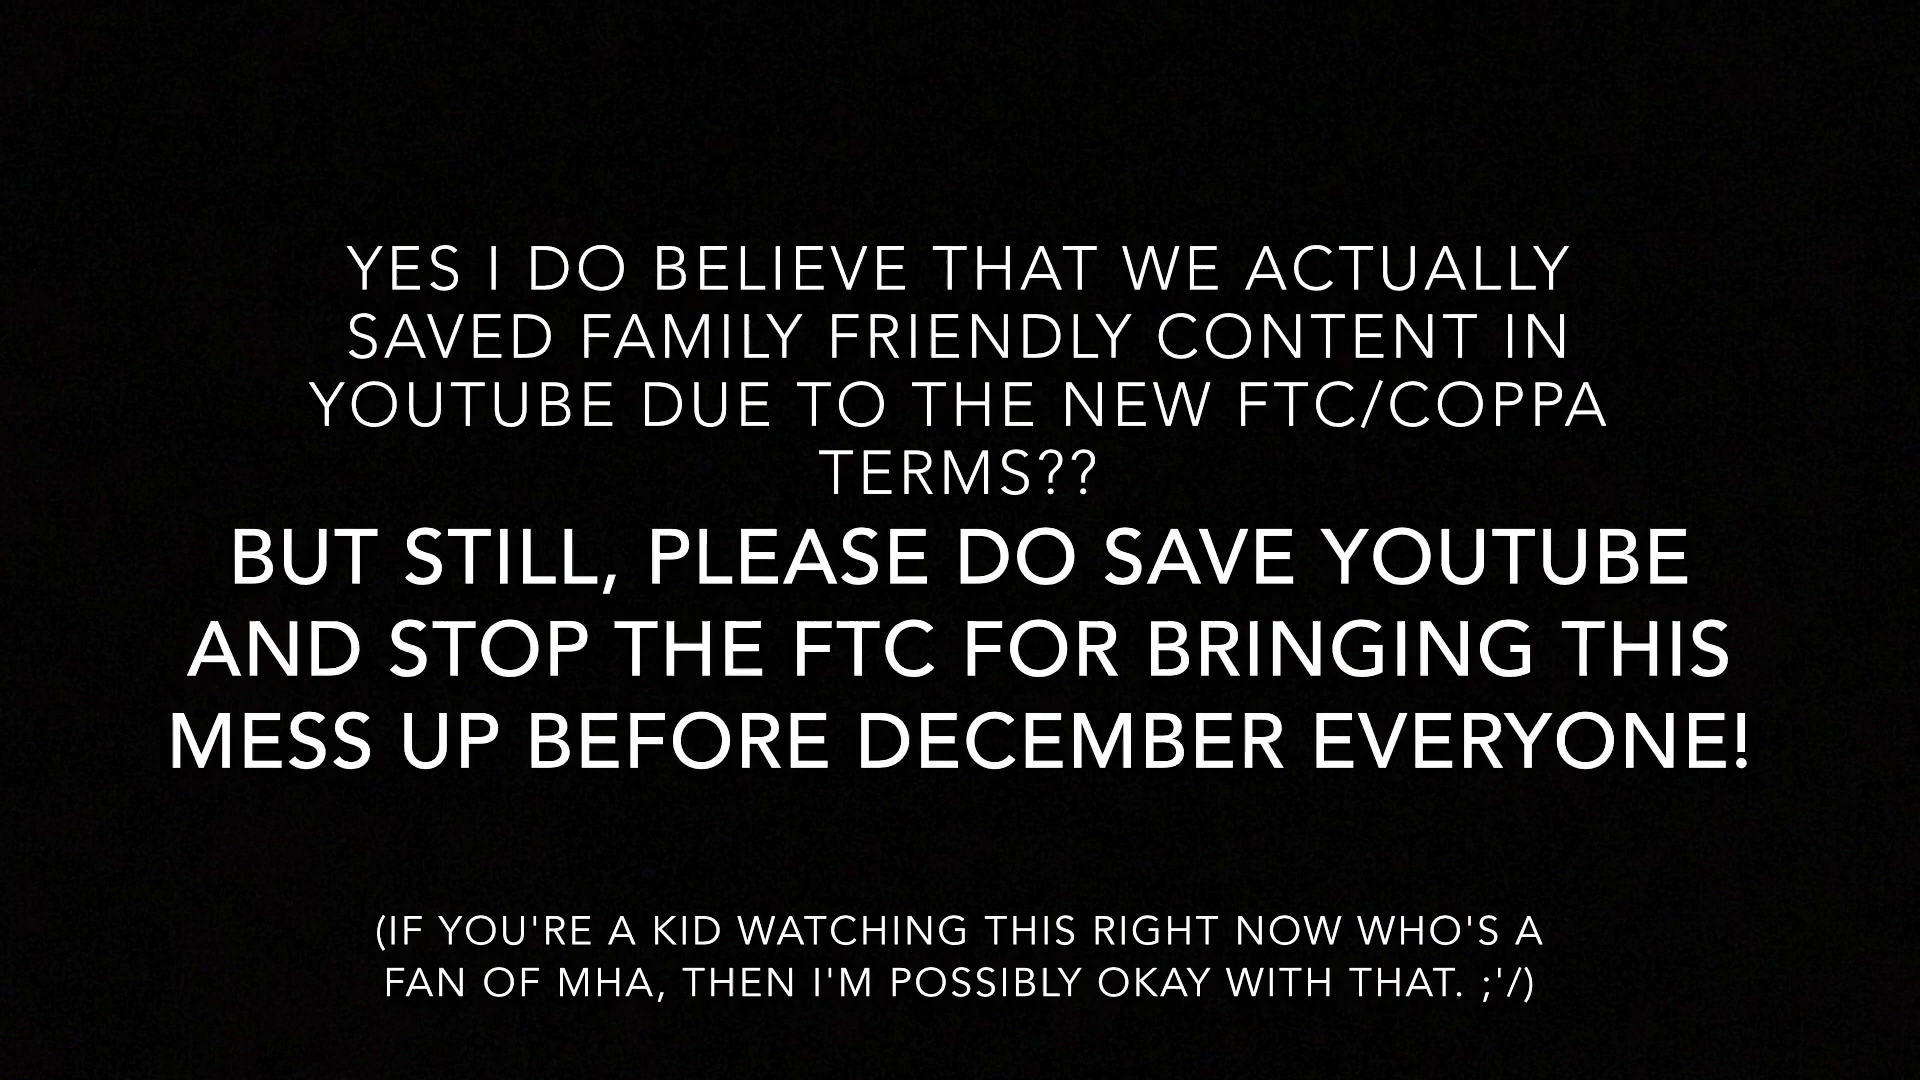 YES I DO BELIEVE THAT WE ACTUALLY
SAVED FAMILY FRIENDLY CONTENT IN
YOUTUBE DUE TO THE NEW FTC/COPPA
TERMS??
BUT STILL, PLEASE DO SAVE YOUTUBE
AND STOP THE FTC FOR BRINGING THIS
MESS UP BEFORE DECEMBER EVERYONE!
(IF YOU'RE A KID WATCHING THIS RIGHT NOW WHO'S A
FAN OF MHA, THEN I'M POSSIBLY OKAY WITH THAT. ;'/)